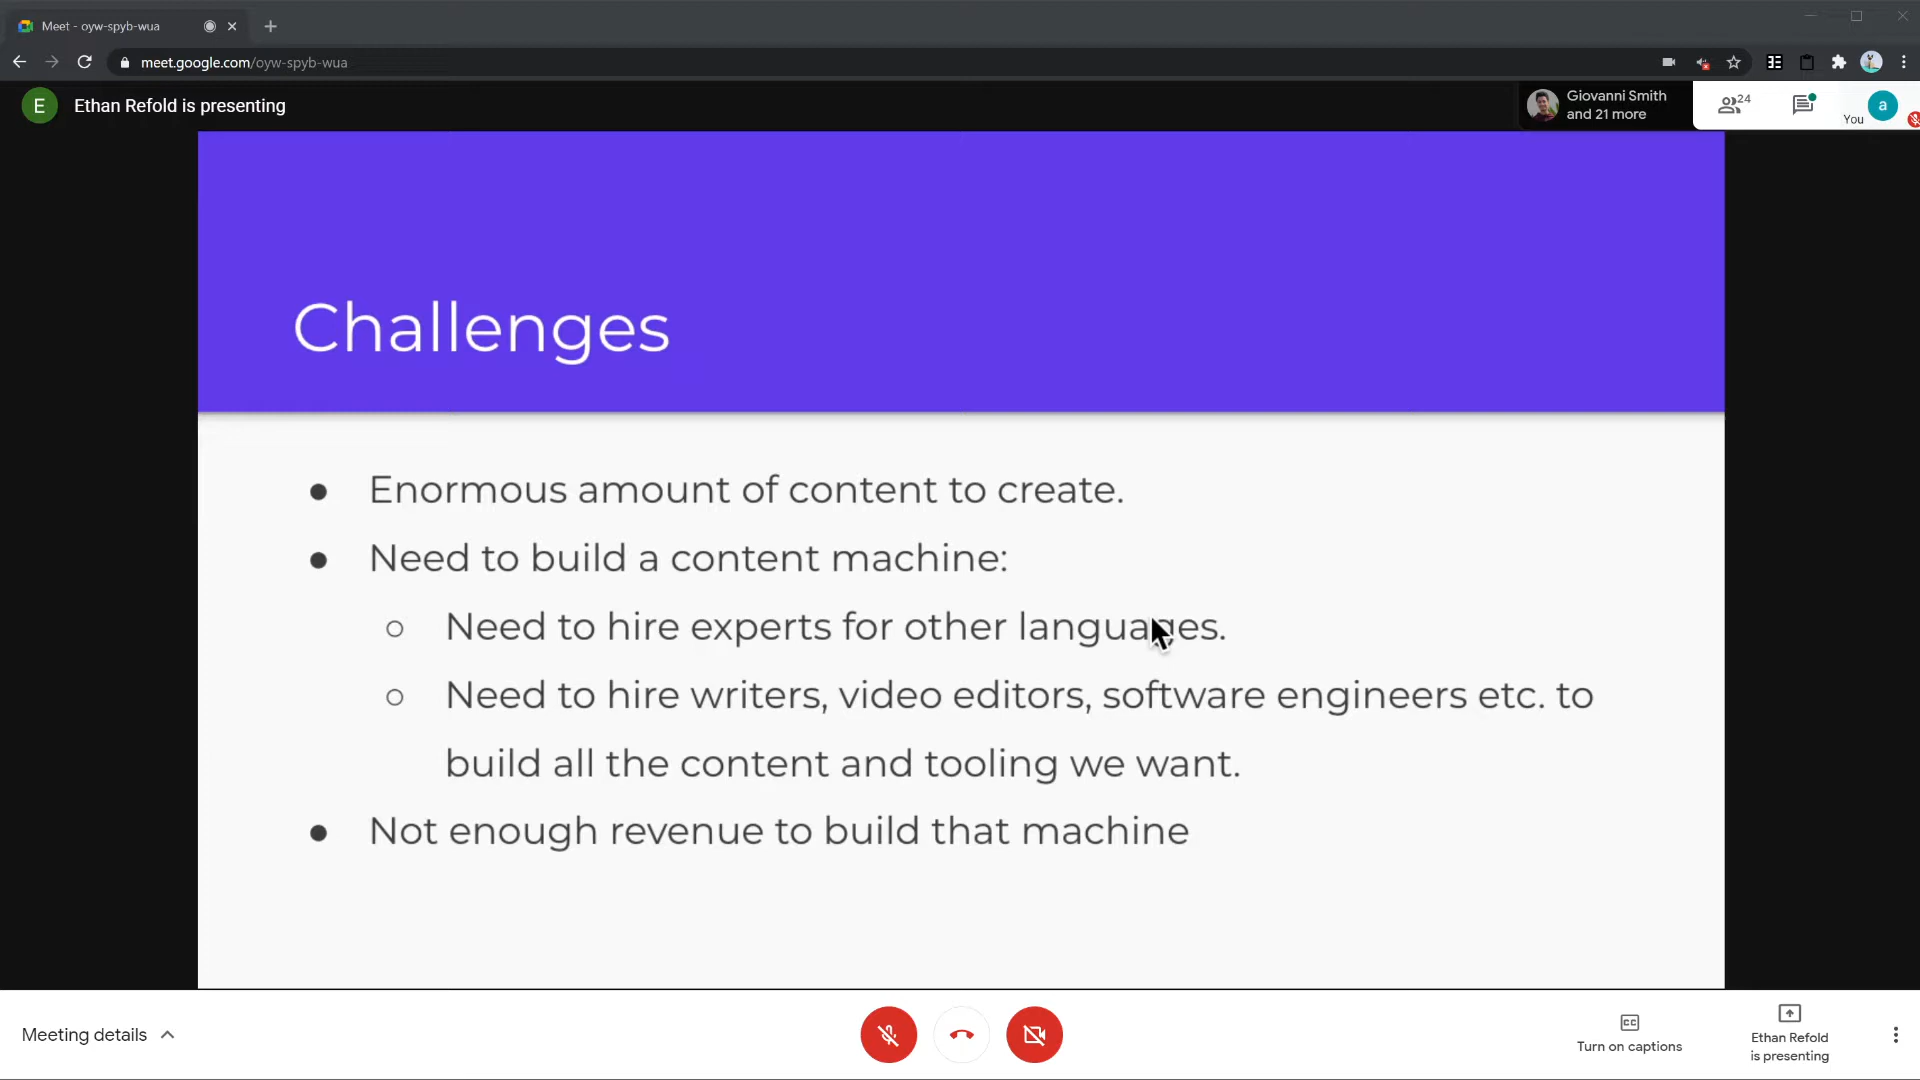 Meet - oyw-spyb-wua
meet.google.com/oyw-spyb-wua
E
Ethan Refold is presenting
Giovanni Smith
and 21 more
24
You
a
Challenges
● Enormous amount of content to create.
● Need to build a content machine:
○ Need to hire experts for other languages.
○ Need to hire writers, video editors, software engineers etc. to
build all the content and tooling we want.
● Not enough revenue to build that machine
Meeting details
CC
Turn on captions
Ethan Refold
is presenting